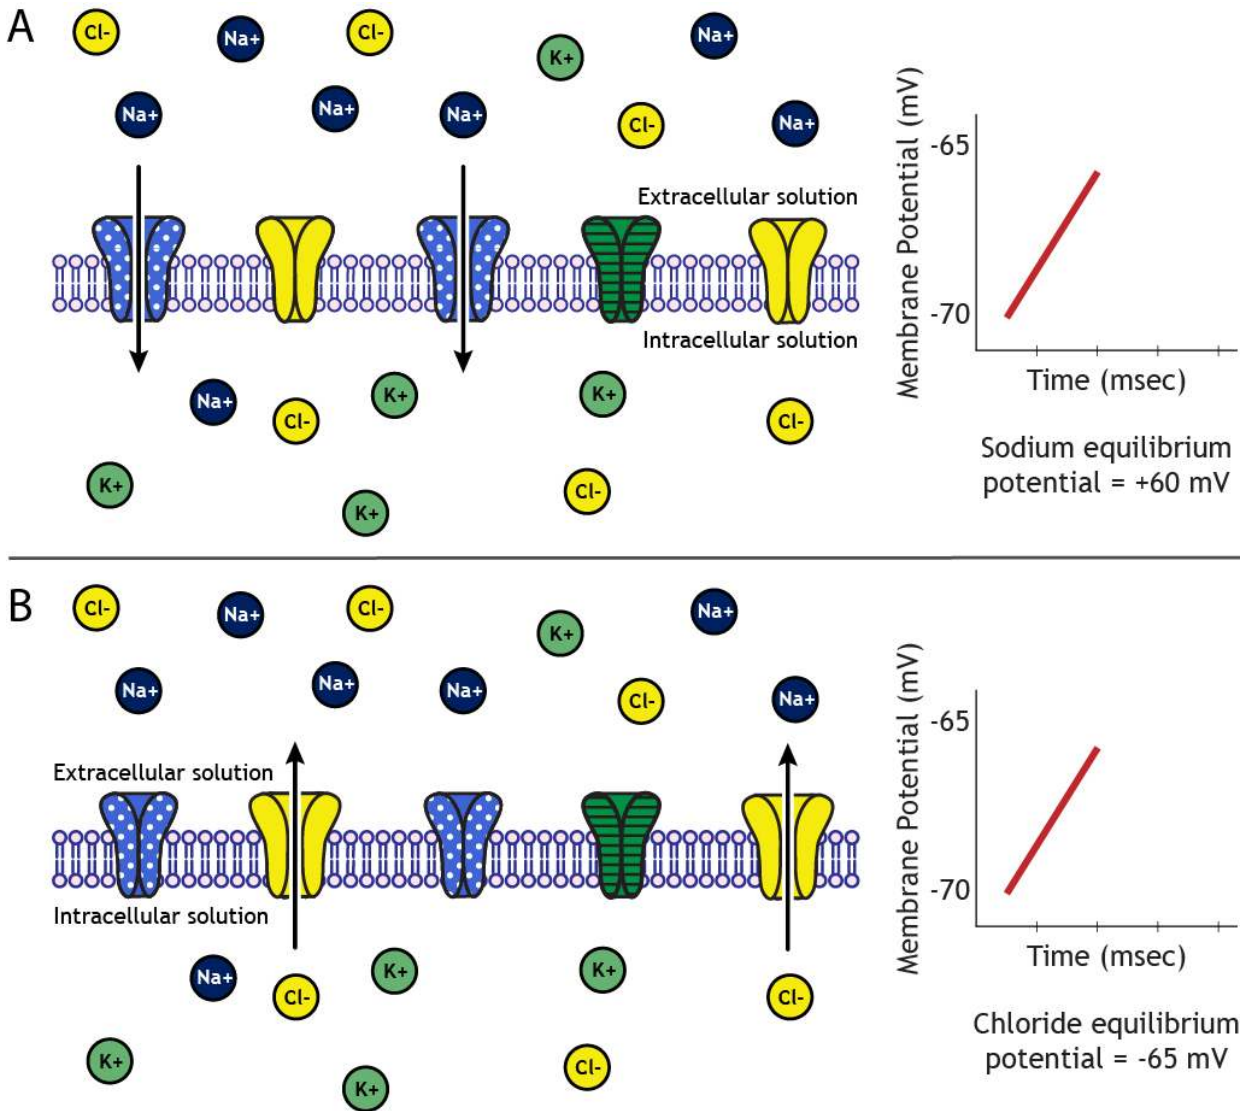 A
Cl-
Na+
Cl-
K+
Na+
Na+
Na+
Na+
Cl-
Na+
Extracellular solution
Intracellular solution
Na+
Cl-
K+
K+
Cl-
K+
K+
Cl-
Membrane Potential (mV)
-65
-70
Time (msec)
Sodium equilibrium
potential = +60 mV
B
Cl-
Na+
Cl-
K+
Na+
Na+
Na+
Na+
Cl-
Na+
Extracellular solution
Intracellular solution
Na+
Cl-
K+
K+
Cl-
K+
K+
Cl-
Membrane Potential (mV)
-65
-70
Time (msec)
Chloride equilibrium
potential = -65 mV